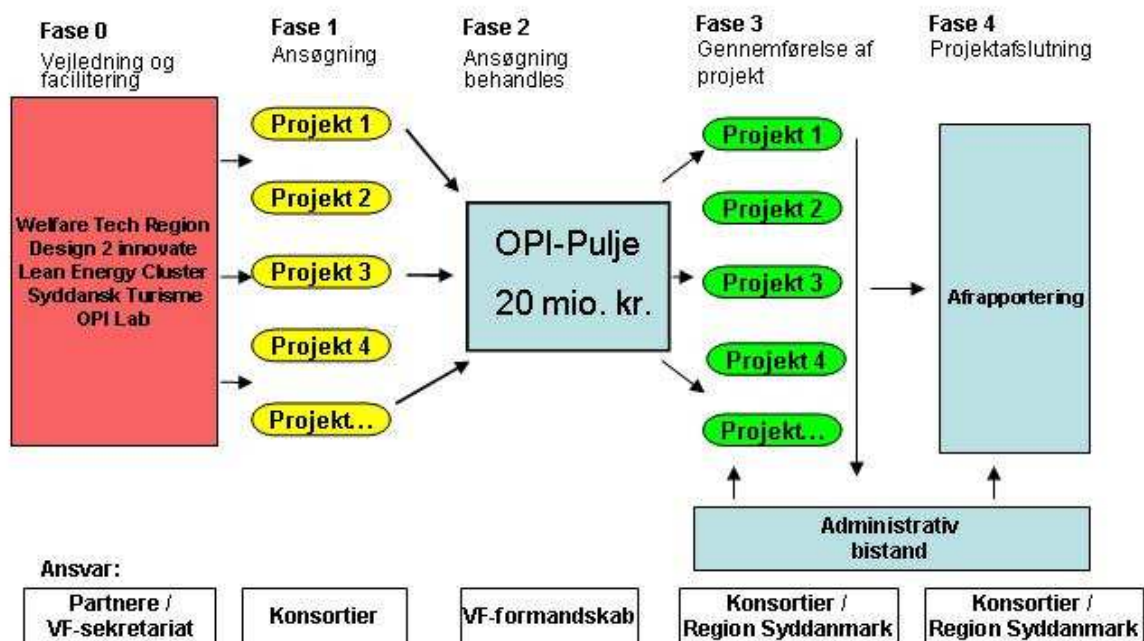 Fase 0
Vejledning og
facilitering
Fase 1
Ansøgning
Fase 2
Ansøgning
behandles
Fase 3
Gennemførelse af
projekt
Fase 4
Projektafslutning
Welfare Tech Region
Design 2 innovate
Lean Energy Cluster
Syddansk Turisme
OPI Lab
Projekt 1
Projekt 2
Projekt 3
Projekt 4
Projekt...
OPI-Pulje
20 mio. kr.
Projekt 1
Projekt 2
Projekt 3
Projekt 4
Projekt...
Afrapportering
Administrativ
bistand
Ansvar:
Partnere /
VF-sekretariat
Konsortier
VF-formandskab
Konsortier /
Region Syddanmark
Konsortier /
Region Syddanmark